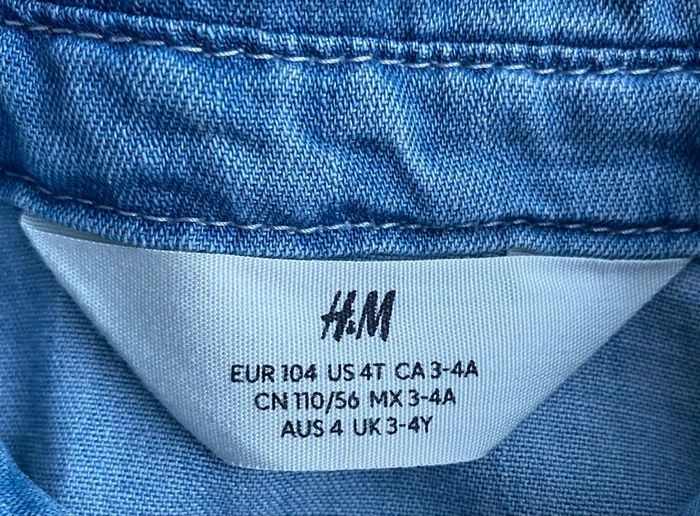 H&M
EUR 104 US 4T CA 3-4A
CN 110/56 MX 3-4A
AUS 4 UK 3-4Y